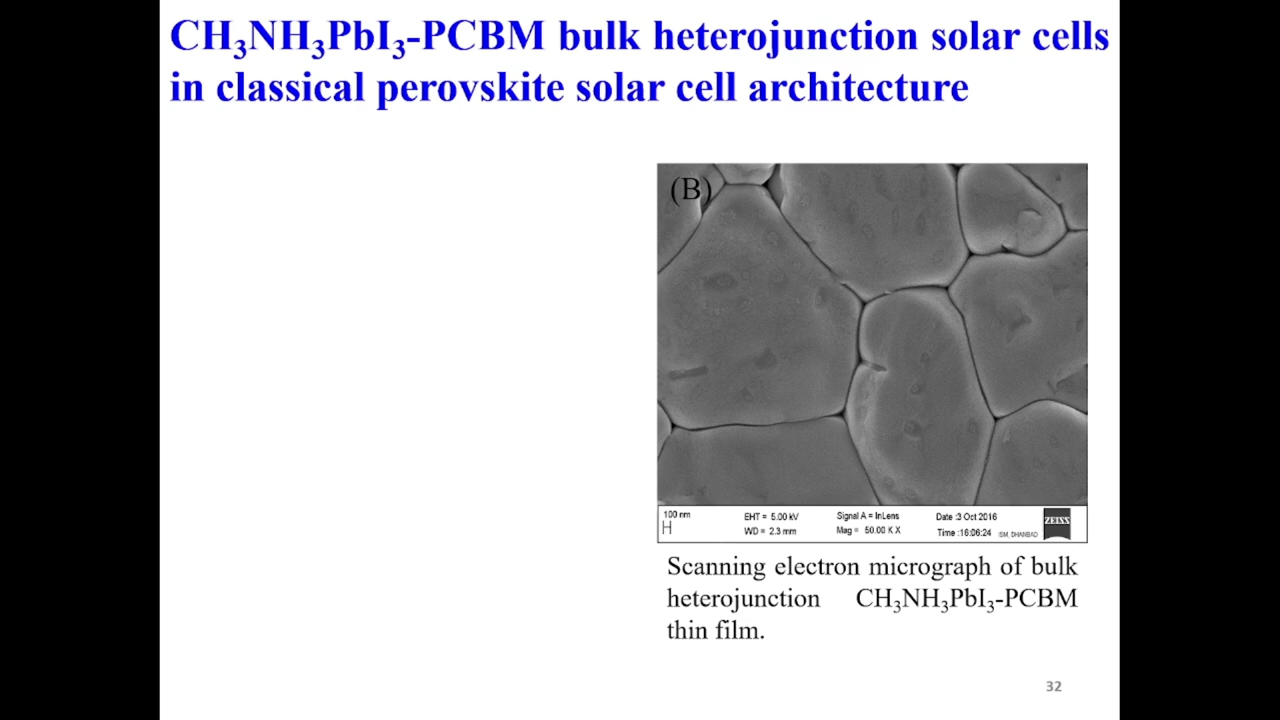 CH₃NH₃PbI₃-PCBM bulk heterojunction solar cells
in classical perovskite solar cell architecture
(B)
100 nm EHT = 5.00 kV Signal A = InLens Date :3 Oct 2016 ZEISS
H WD = 2.3 mm Mag = 50.00 K X Time :16:06:24 ISM, DHANBAD
Scanning electron micrograph of bulk
heterojunction CH₃NH₃PbI₃-PCBM
thin film.
32